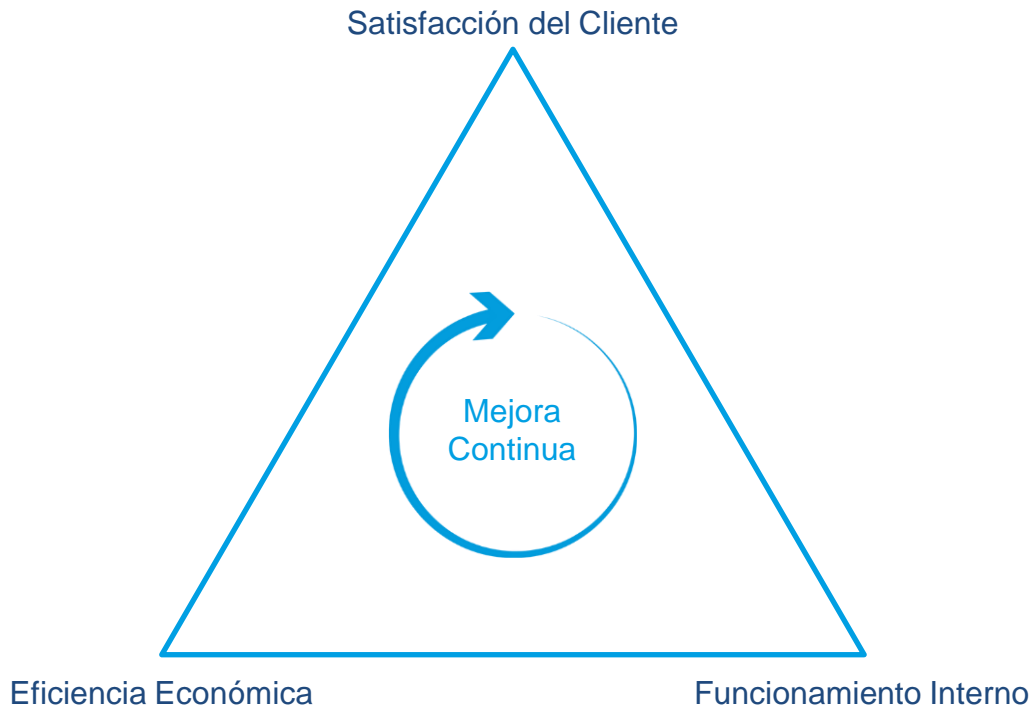 Satisfacción del Cliente
Mejora
Continua
Eficiencia Económica
Funcionamiento Interno